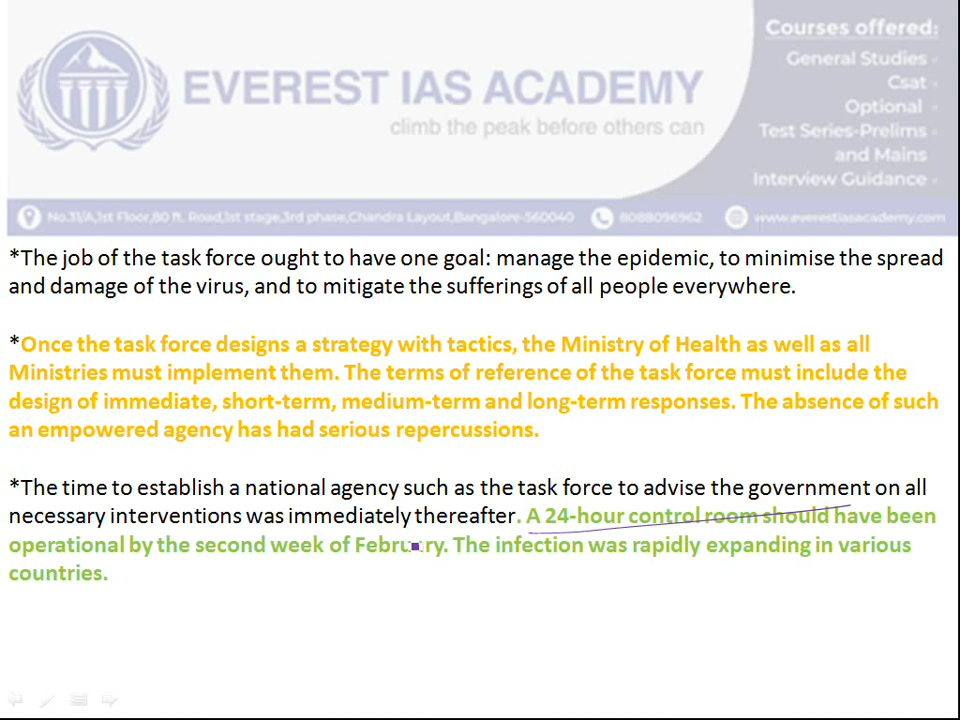 Courses offered:
General Studies
Csat
EVEREST IAS ACADEMY
Optional
climb the peak before others can
Test Series-Prelims
and Mains
Interview Guidance
No.31/A,1st Floor,80 ft. Road,1st stage,3rd phase,Chandra Layout,Bangalore-560040 8088096962 www.everestiasacademy.com
*The job of the task force ought to have one goal: manage the epidemic, to minimise the spread
and damage of the virus, and to mitigate the sufferings of all people everywhere.
*Once the task force designs a strategy with tactics, the Ministry of Health as well as all
Ministries must implement them. The terms of reference of the task force must include the
design of immediate, short-term, medium-term and long-term responses. The absence of such
an empowered agency has had serious repercussions.
*The time to establish a national agency such as the task force to advise the government on all
necessary interventions was immediately thereafter. A 24-hour control room should have been
operational by the second week of February. The infection was rapidly expanding in various
countries.